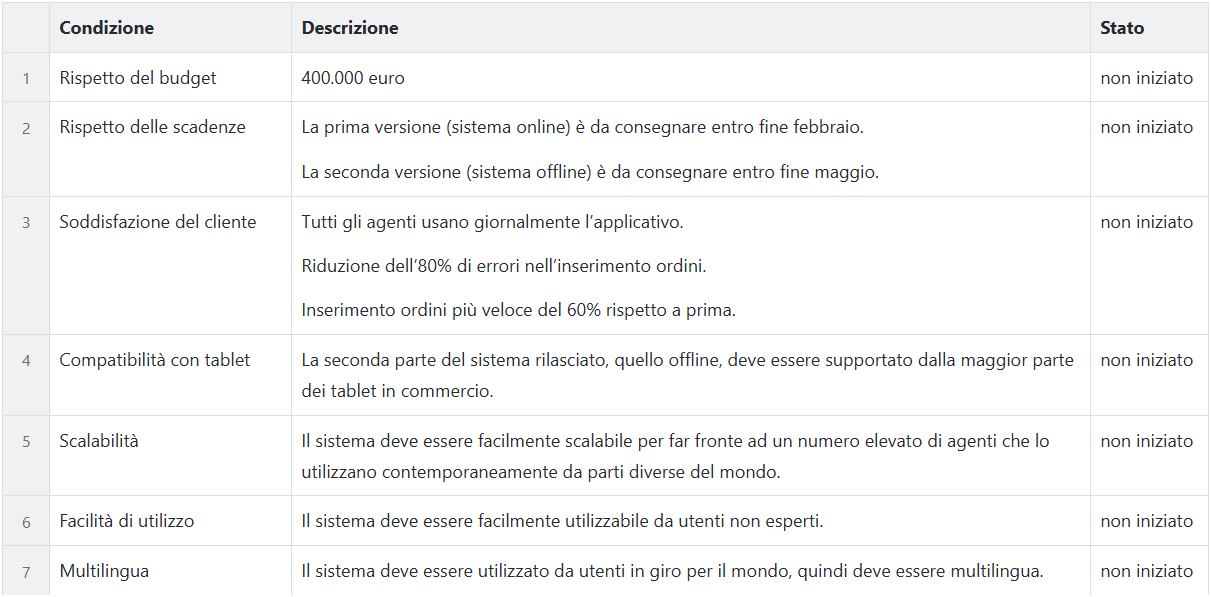 Condizione Descrizione Stato
1 Rispetto del budget 400.000 euro non iniziato
2 Rispetto delle scadenze La prima versione (sistema online) è da consegnare entro fine febbraio. non iniziato
La seconda versione (sistema offline) è da consegnare entro fine maggio.
3 Soddisfazione del cliente Tutti gli agenti usano giornalmente l’applicativo. non iniziato
Riduzione dell’80% di errori nell’inserimento ordini.
Inserimento ordini più veloce del 60% rispetto a prima.
4 Compatibilità con tablet La seconda parte del sistema rilasciato, quello offline, deve essere supportato dalla maggior parte non iniziato
dei tablet in commercio.
5 Scalabilità Il sistema deve essere facilmente scalabile per far fronte ad un numero elevato di agenti che lo non iniziato
utilizzano contemporaneamente da parti diverse del mondo.
6 Facilità di utilizzo Il sistema deve essere facilmente utilizzabile da utenti non esperti. non iniziato
7 Multilingua Il sistema deve essere utilizzato da utenti in giro per il mondo, quindi deve essere multilingua. non iniziato